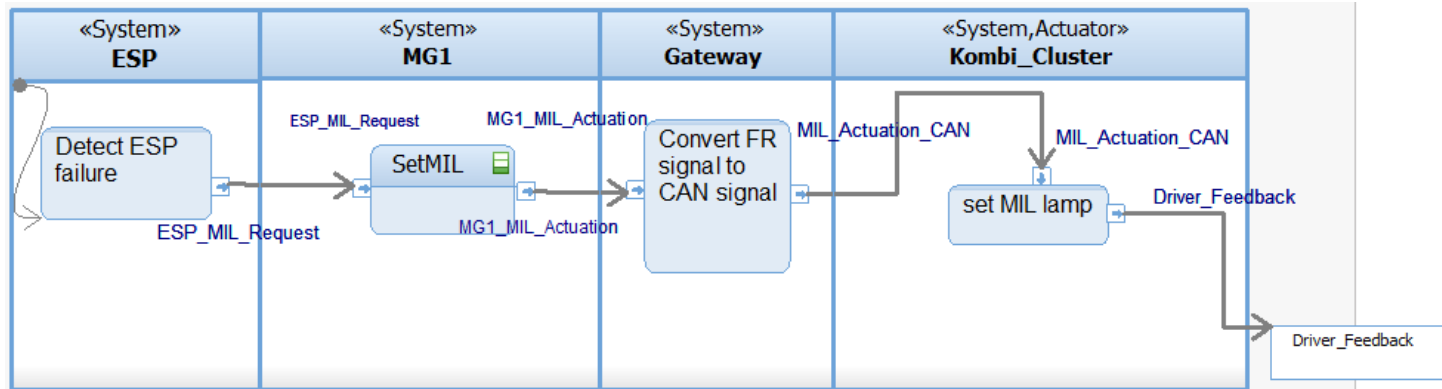 «System»
ESP
«System»
MG1
«System»
Gateway
«System,Actuator»
Kombi_Cluster
Detect ESP
failure
ESP_MIL_Request
ESP_MIL_Request
SetMIL
MG1_MIL_Actuation
MG1_MIL_Actuation
Convert FR
signal to
CAN signal
MIL_Actuation_CAN
MIL_Actuation_CAN
set MIL lamp
Driver_Feedback
Driver_Feedback